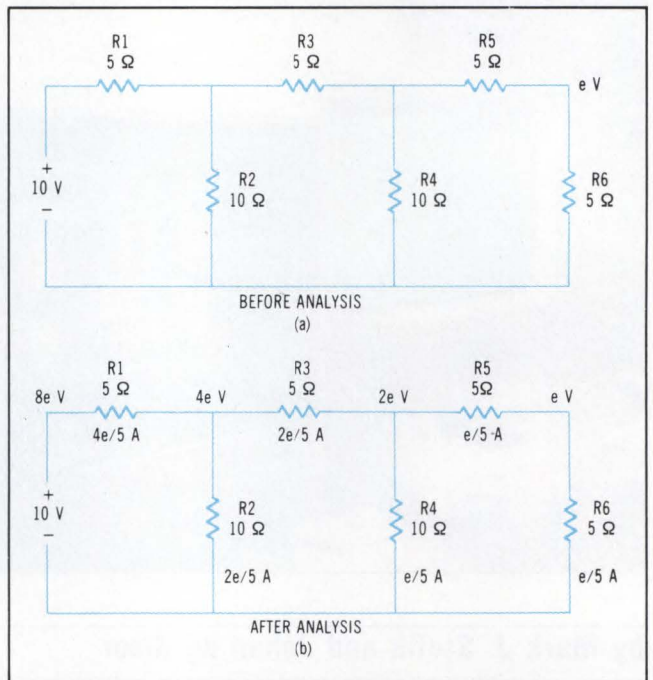 R1 R3 R5
5 Ω 5 Ω 5 Ω
e V
+
10 V
−
R2
10 Ω
R4
10 Ω
R6
5 Ω
BEFORE ANALYSIS
(a)
R1 R3 R5
8e V 5 Ω 4e V 5 Ω 2e V 5Ω e V
4e/5 A 2e/5 A e/5-A
+
10 V
−
R2
10 Ω
R4
10 Ω
R6
5 Ω
2e/5 A e/5 A e/5 A
AFTER ANALYSIS
(b)